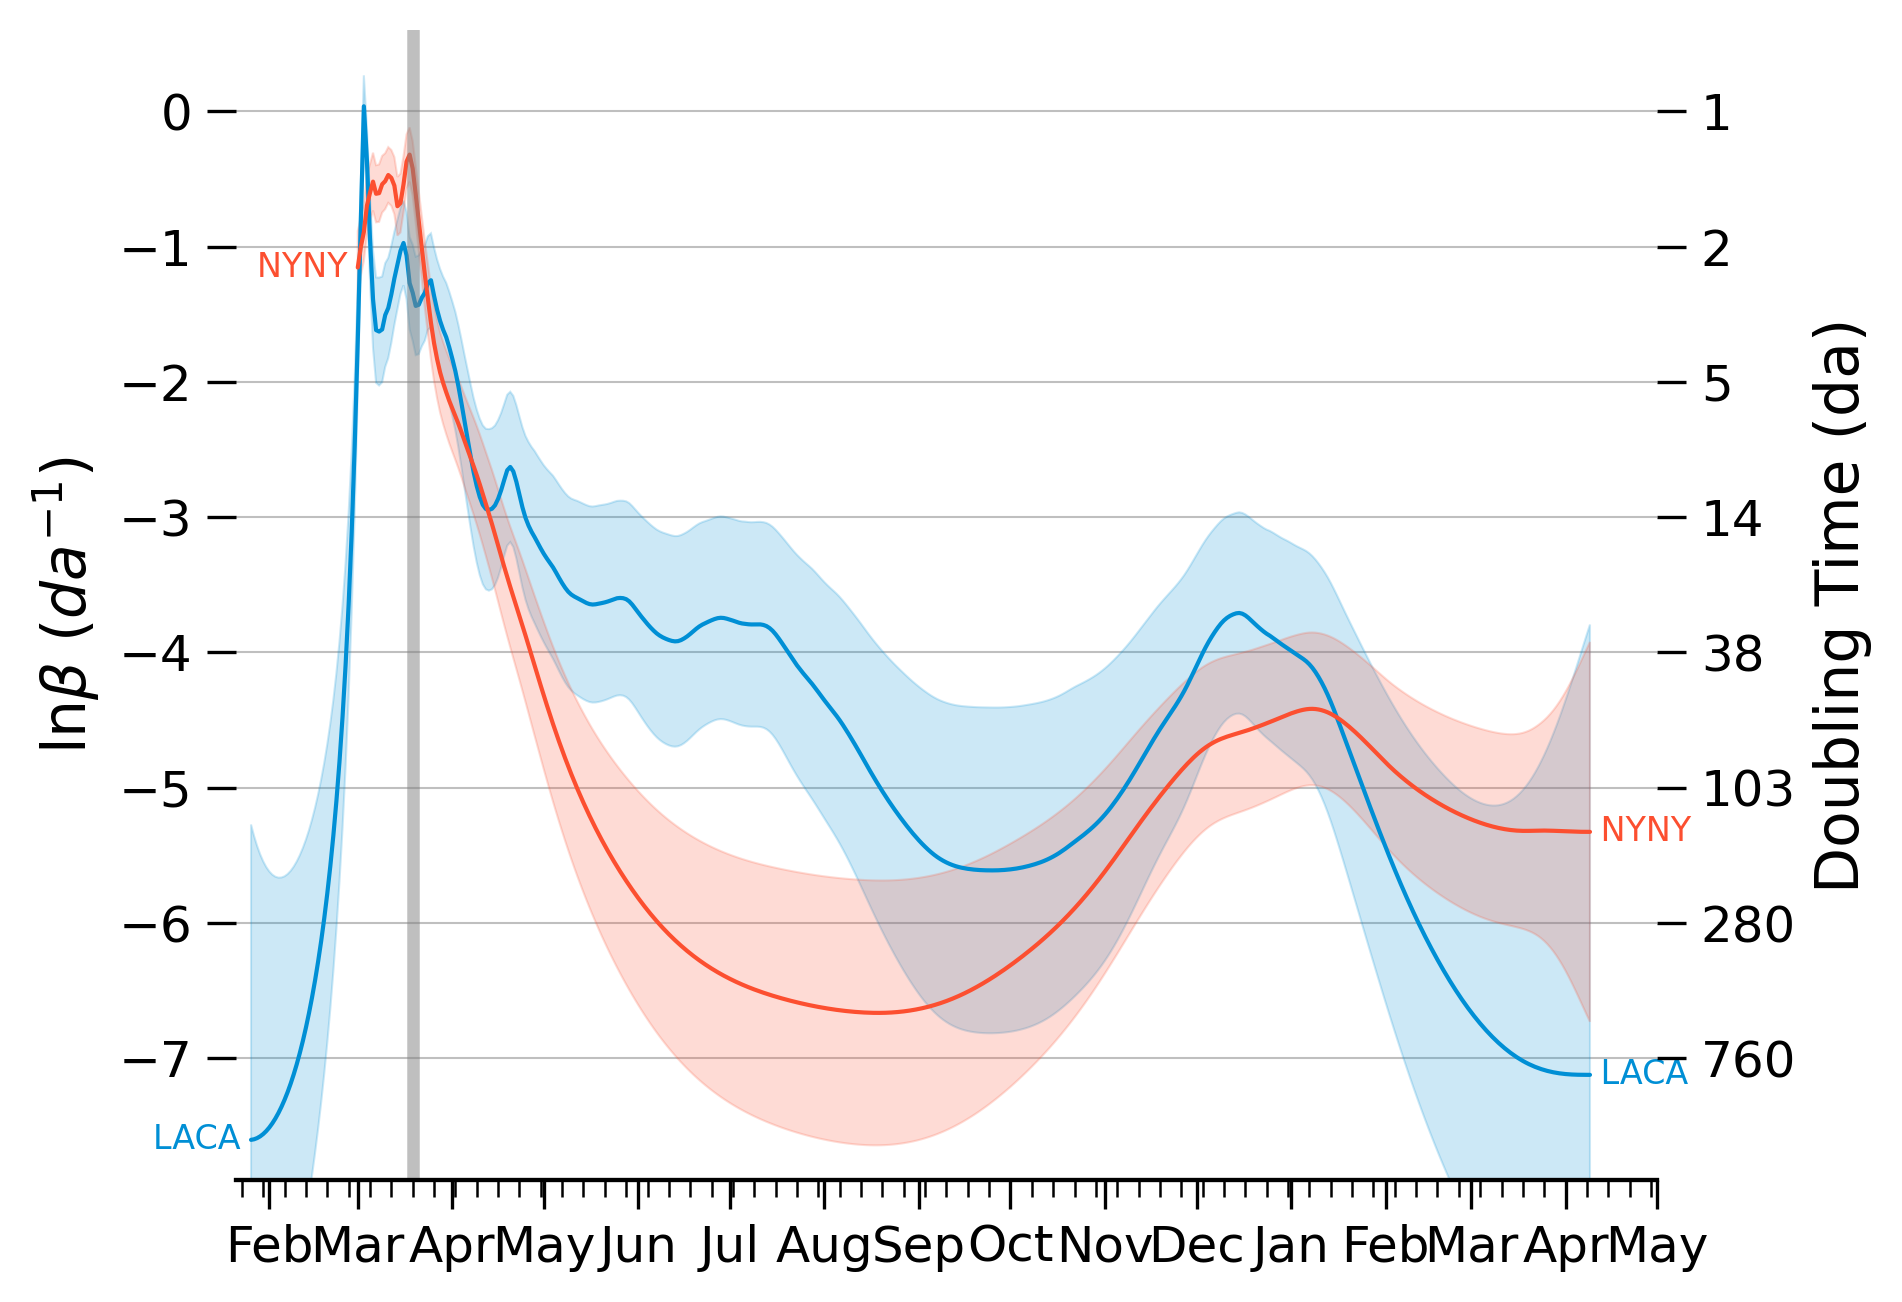 0
−1
−2
−3
−4
−5
−6
−7
lnβ (da⁻¹)
1
2
5
14
38
103
280
760
Doubling Time (da)
NYNY
LACA
NYNY
LACA
Feb Mar Apr May Jun Jul Aug Sep Oct Nov Dec Jan Feb Mar Apr May